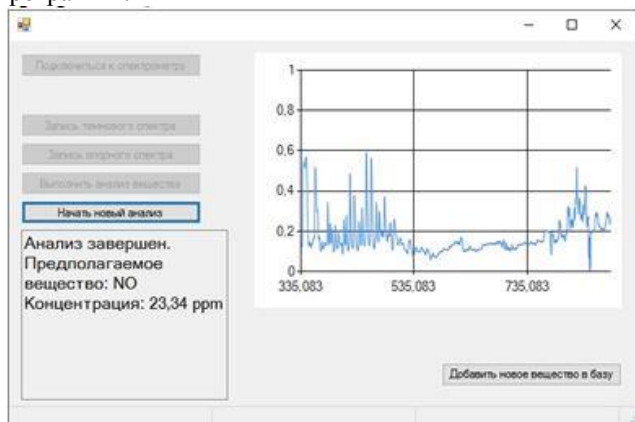 Подключиться к спектрометру
Запись темнового спектра
Запись опорного спектра
Выполнить анализ вещества
Начать новый анализ
Анализ завершен.
Предполагаемое
вещество: NO
Концентрация: 23,34 ppm
1
0,8
0,6
0,4
0,2
0
335,083 535,083 735,083
Добавить новое вещество в базу